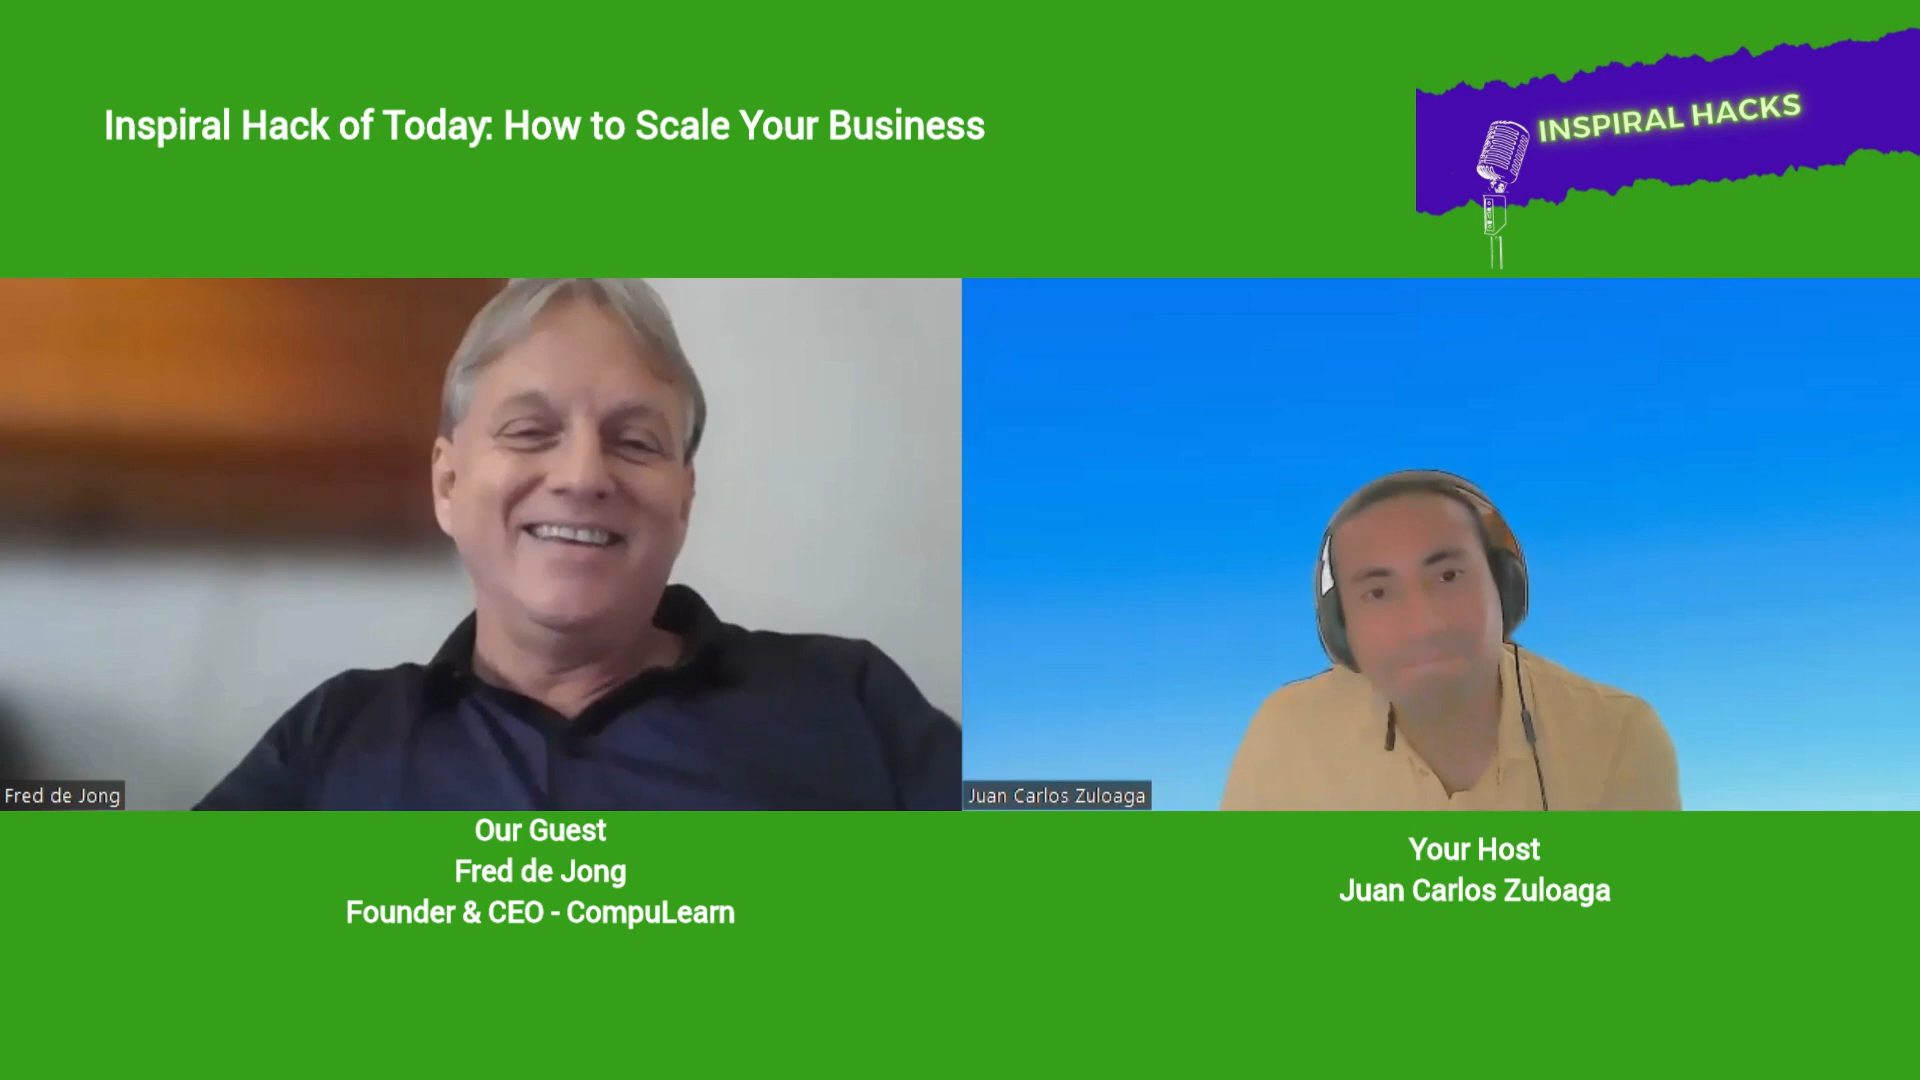 Inspiral Hack of Today: How to Scale Your Business
INSPIRAL HACKS
Fred de Jong
Juan Carlos Zuloaga
Our Guest
Fred de Jong
Founder & CEO - CompuLearn
Your Host
Juan Carlos Zuloaga